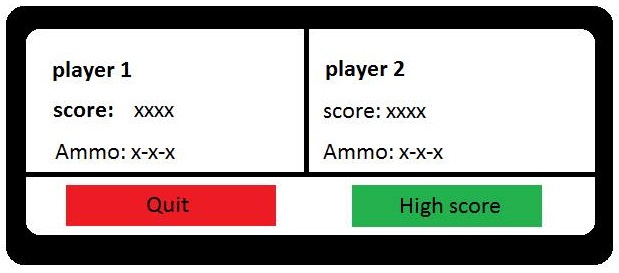 player 1
score: xxxx
Ammo: x-x-x
player 2
score: xxxx
Ammo: x-x-x
Quit
High score